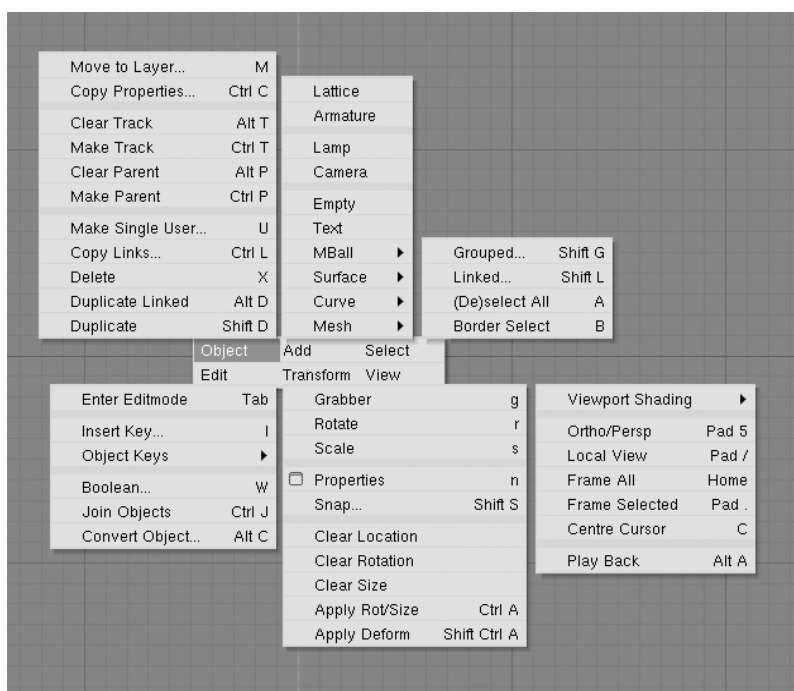 Move to Layer... M
Copy Properties... Ctrl C
Clear Track Alt T
Make Track Ctrl T
Clear Parent Alt P
Make Parent Ctrl P
Make Single User... U
Copy Links... Ctrl L
Delete X
Duplicate Linked Alt D
Duplicate Shift D
Lattice
Armature
Lamp
Camera
Empty
Text
MBall
Surface
Curve
Mesh
Grouped... Shift G
Linked... Shift L
(De)select All A
Border Select B
Object Add Select
Edit Transform View
Enter Editmode Tab
Insert Key... I
Object Keys
Boolean... W
Join Objects Ctrl J
Convert Object... Alt C
Grabber g
Rotate r
Scale s
Properties n
Snap... Shift S
Clear Location
Clear Rotation
Clear Size
Apply Rot/Size Ctrl A
Apply Deform Shift Ctrl A
Viewport Shading
Ortho/Persp Pad 5
Local View Pad /
Frame All Home
Frame Selected Pad .
Centre Cursor C
Play Back Alt A